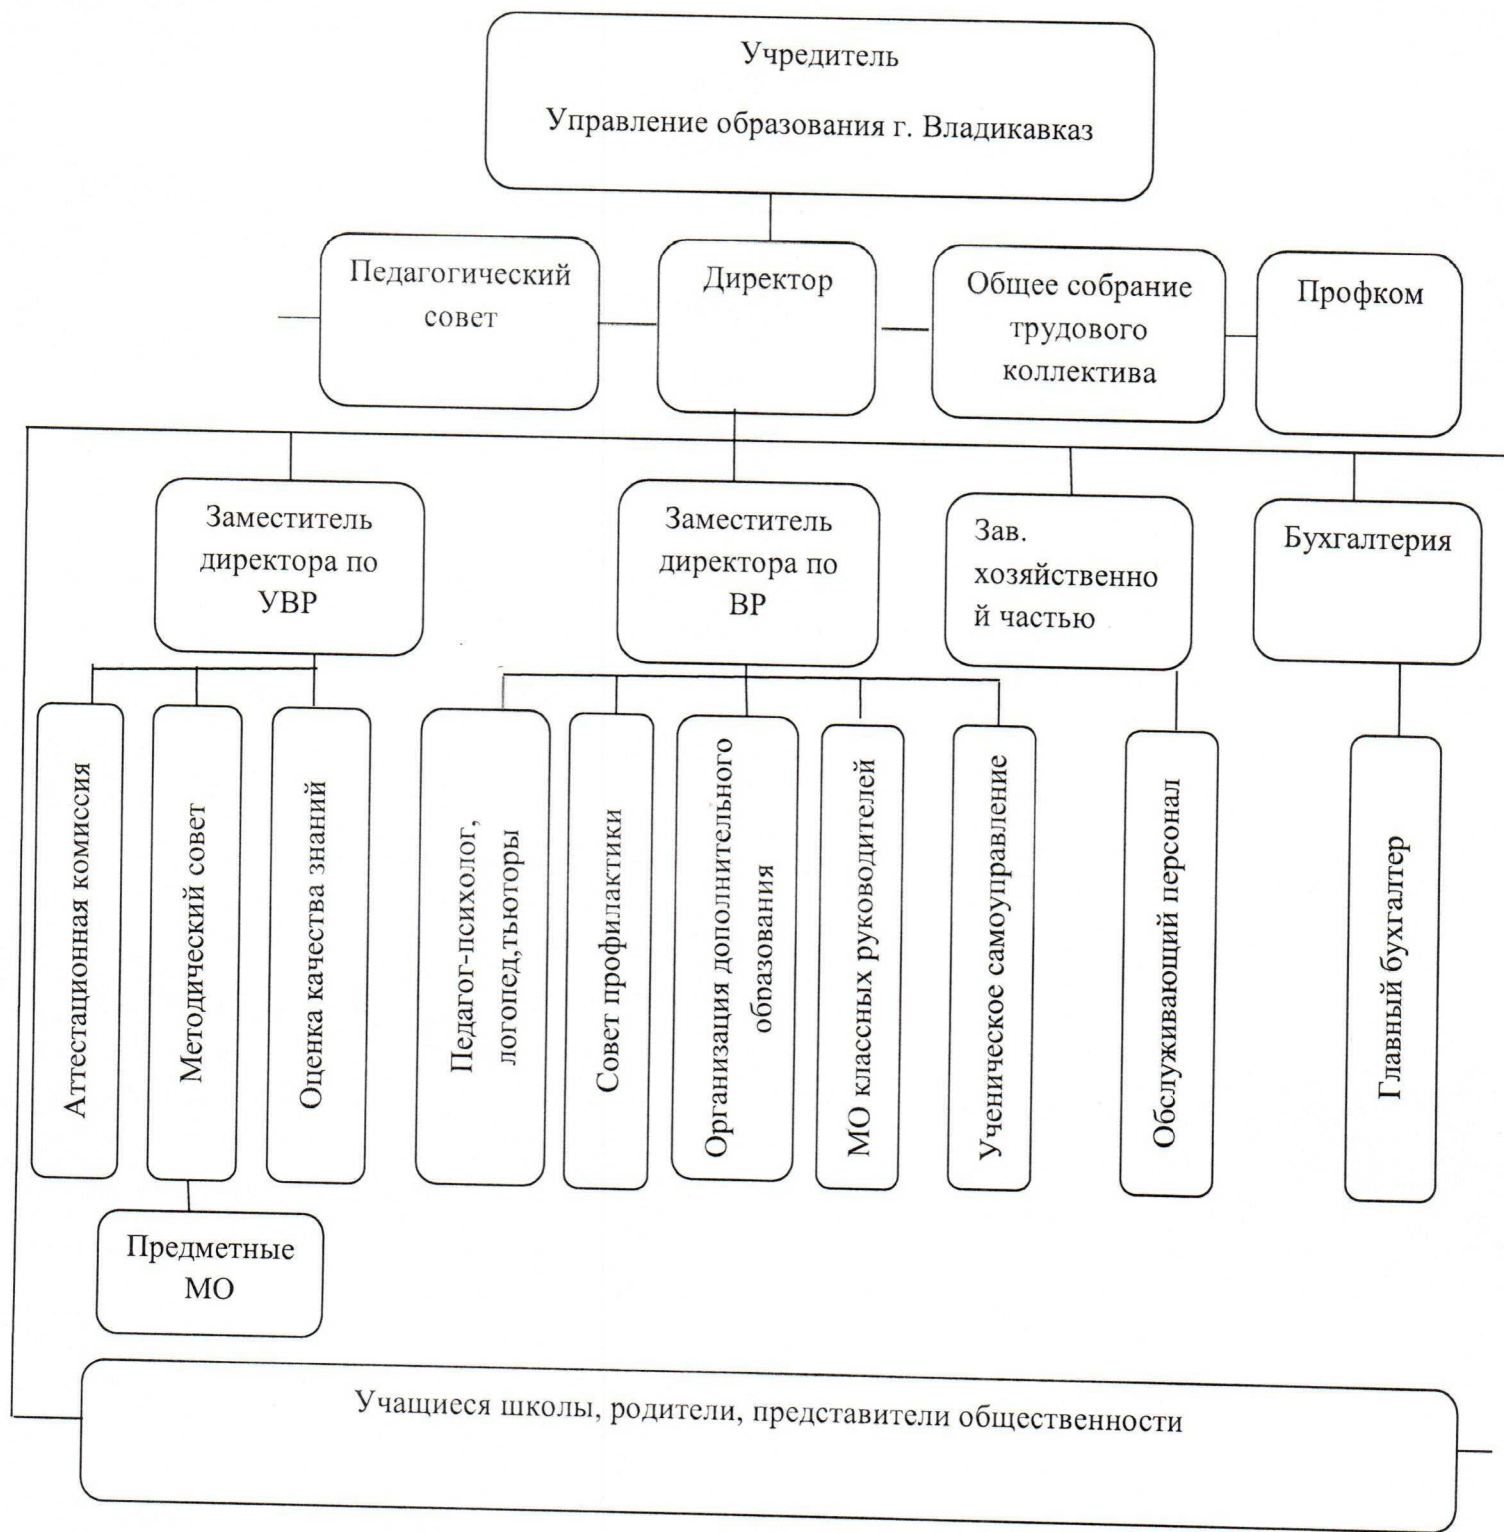 Учредитель
Управление образования г. Владикавказ
Педагогический
совет
Директор
Общее собрание
трудового
коллектива
Профком
Заместитель
директора по
УВР
Заместитель
директора по
ВР
Зав.
хозяйственно
й частью
Бухгалтерия
Аттестационная комиссия
Методический совет
Оценка качества знаний
Педагог-психолог,
логопед,тьюторы
Совет профилактики
Организация дополнительного
образования
МО классных руководителей
Ученическое самоуправление
Обслуживающий персонал
Главный бухгалтер
Предметные
МО
Учащиеся школы, родители, представители общественности